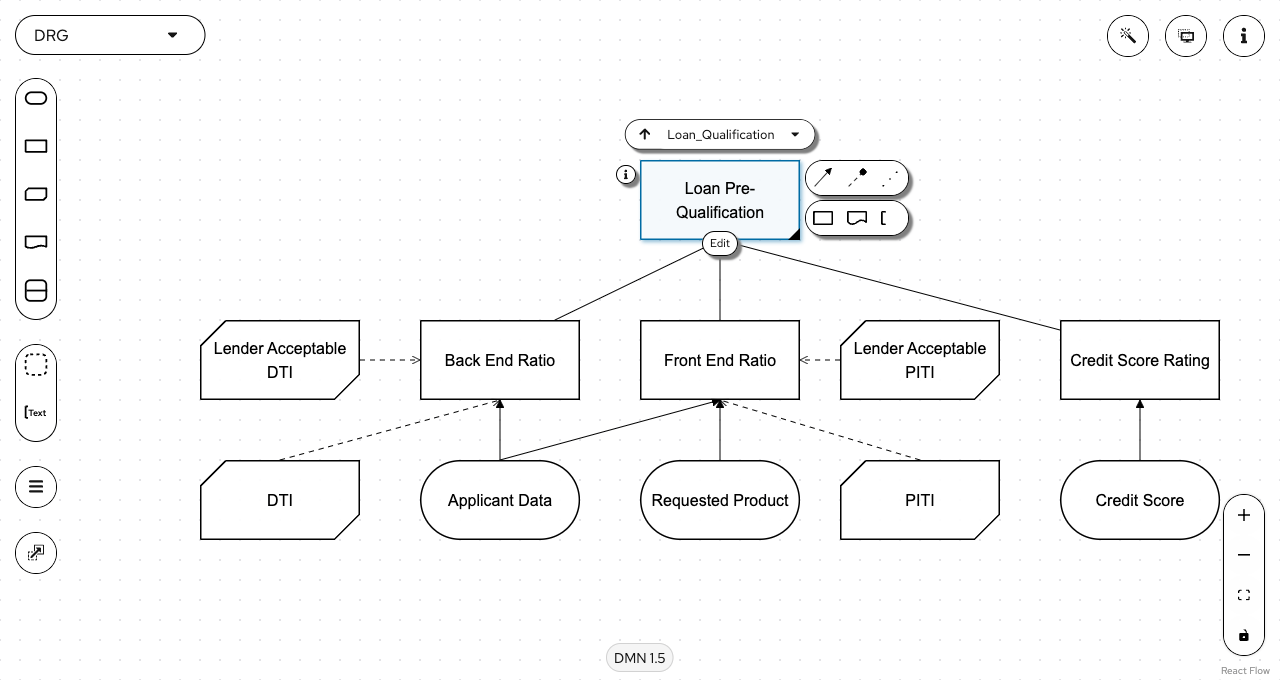 DRG
Loan_Qualification
Loan Pre-
Qualification
Edit
Lender Acceptable
DTI
Back End Ratio
Front End Ratio
Lender Acceptable
PITI
Credit Score Rating
Text
DTI
Applicant Data
Requested Product
PITI
Credit Score
DMN 1.5
React Flow